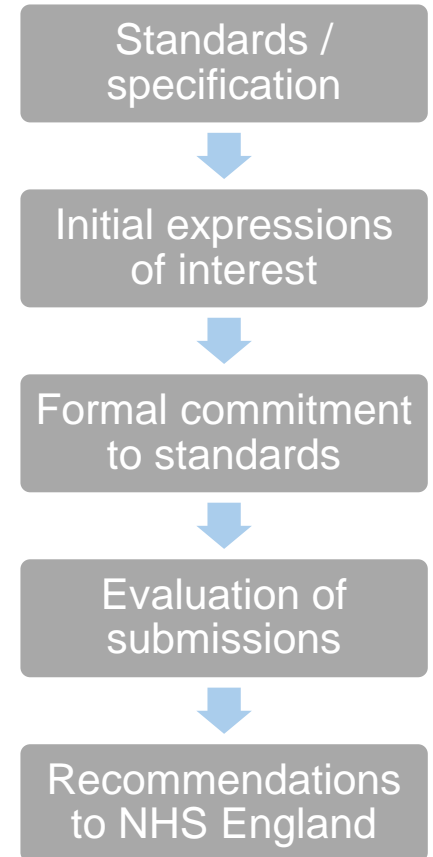 Standards /
specification
Initial expressions
of interest
Formal commitment
to standards
Evaluation of
submissions
Recommendations
to NHS England